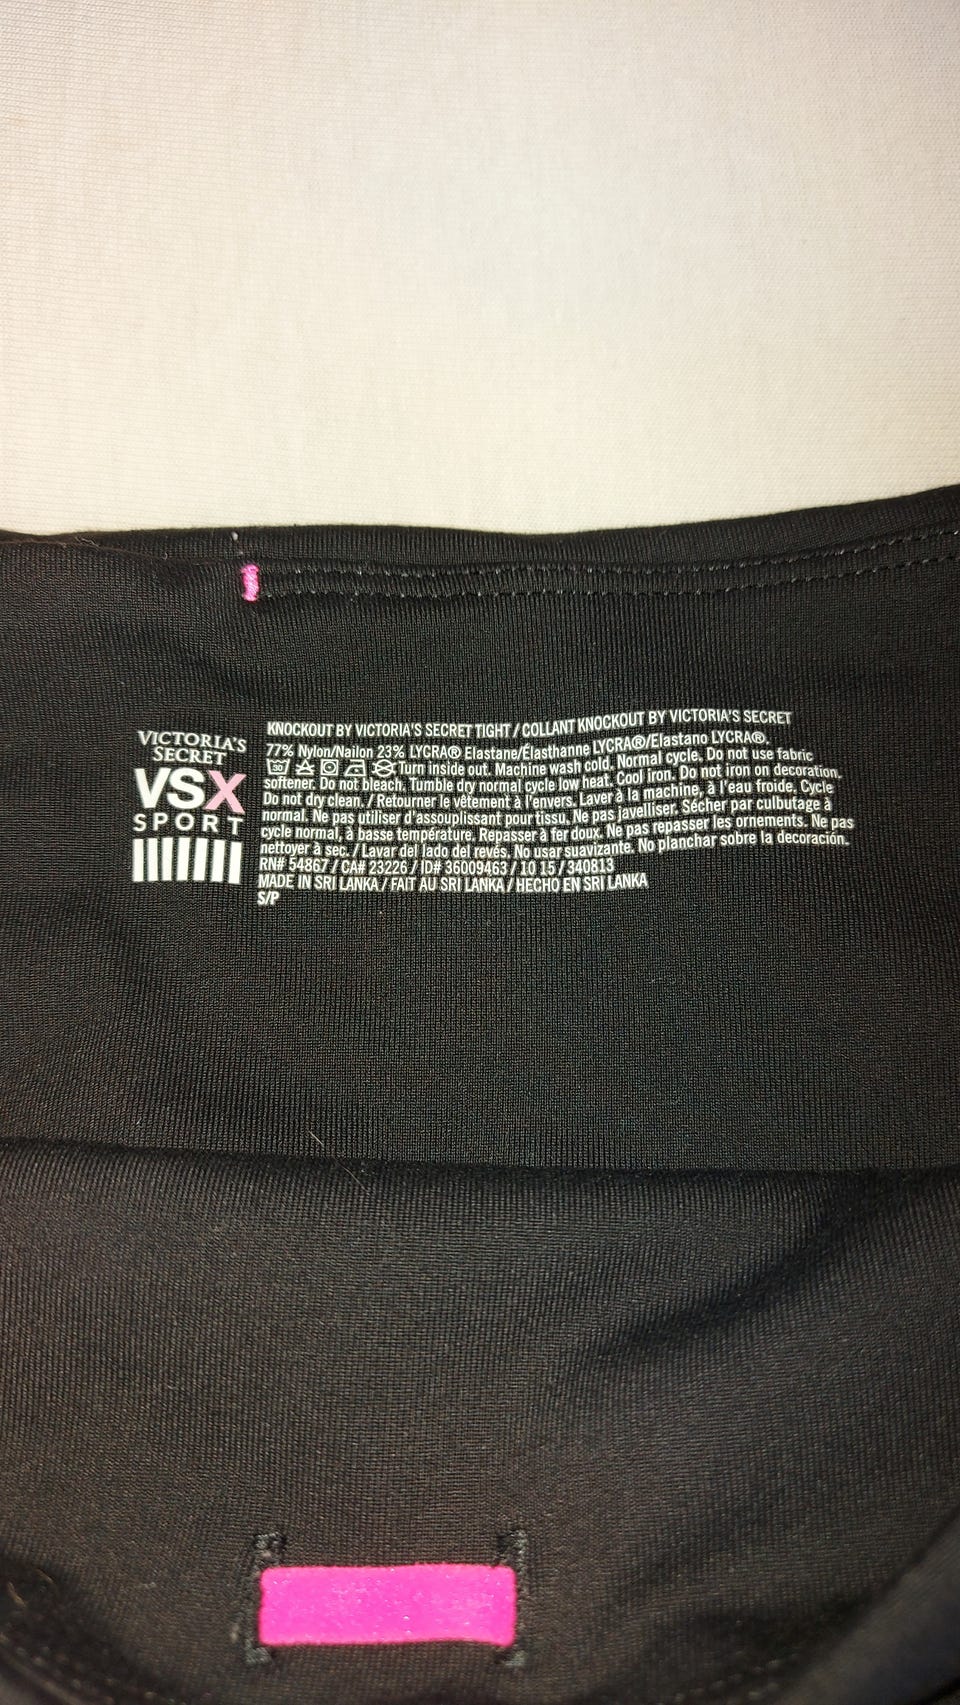 VICTORIA'S
SECRET
VSX
SPORT
KNOCKOUT BY VICTORIA'S SECRET TIGHT / COLLANT KNOCKOUT BY VICTORIA'S SECRET
77% Nylon/Nailon 23% LYCRA® Elastane/Élasthanne LYCRA®/Elastano LYCRA®.
30 Turn inside out. Machine wash cold. Normal cycle. Do not use fabric
softener. Do not bleach. Tumble dry normal cycle low heat. Cool iron. Do not iron on decoration.
Do not dry clean. / Retourner le vêtement à l'envers. Laver à la machine, à l'eau froide. Cycle
normal. Ne pas utiliser d'assouplissant pour tissu. Ne pas javelliser. Sécher par culbutage à
cycle normal, à basse température. Repasser à fer doux. Ne pas repasser les ornements. Ne pas
nettoyer à sec. / Lavar del lado del revés. No usar suavizante. No planchar sobre la decoración.
RN# 54867 / CA# 23226 / ID# 36009463 / 10 15 / 340813
MADE IN SRI LANKA / FAIT AU SRI LANKA / HECHO EN SRI LANKA
S/P